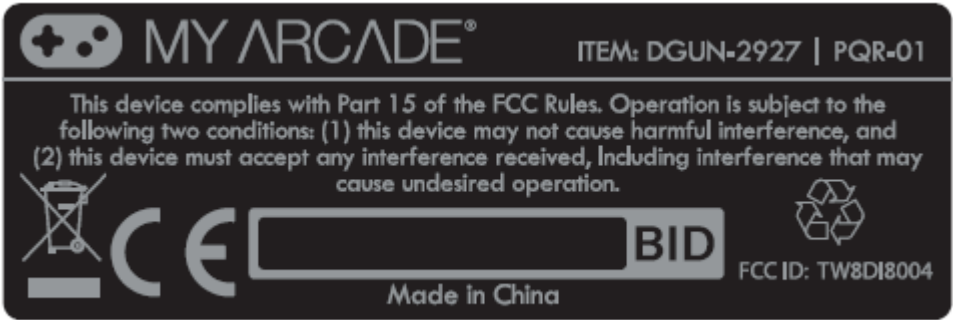 MY ARCADE®
ITEM: DGUN-2927 | PQR-01
This device complies with Part 15 of the FCC Rules. Operation is subject to the
following two conditions: (1) this device may not cause harmful interference, and
(2) this device must accept any interference received, Including interference that may
cause undesired operation.
CE
BID
FCC ID: TW8DI8004
Made in China